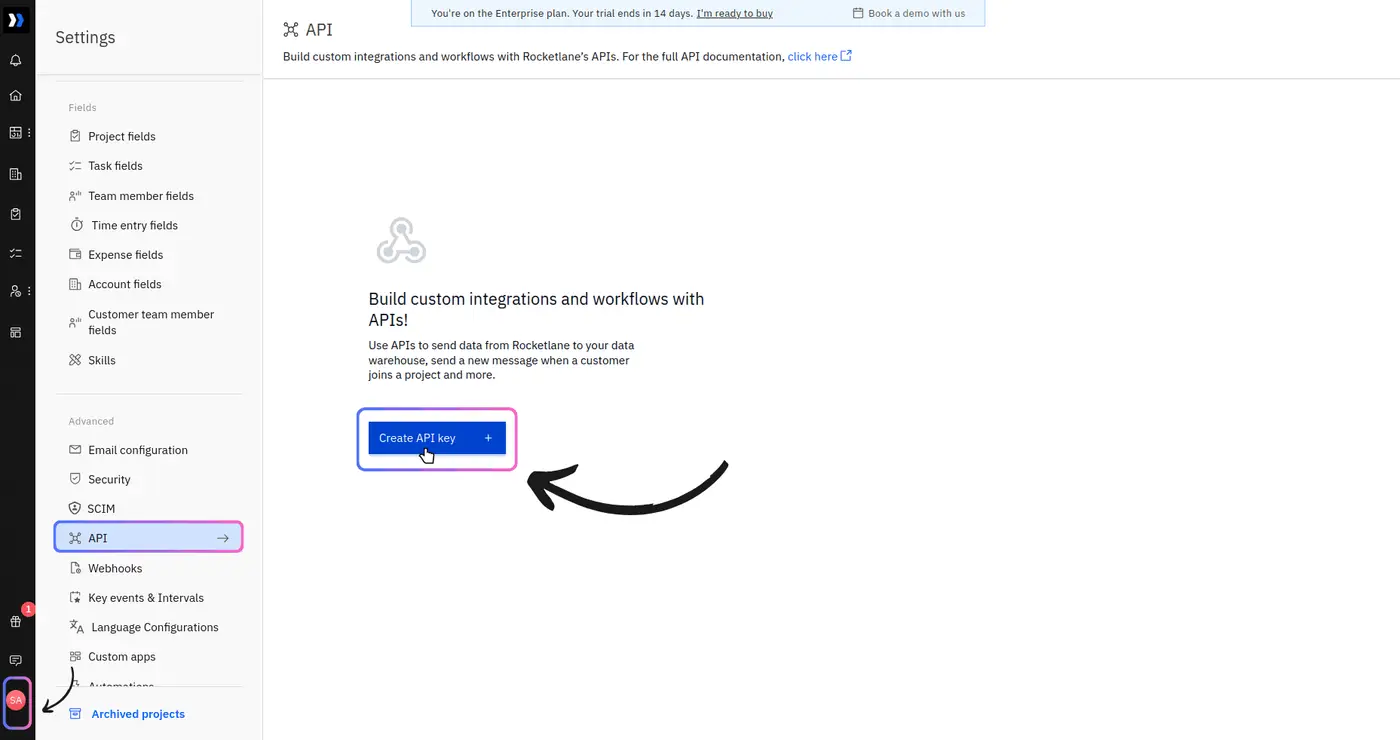 You're on the Enterprise plan. Your trial ends in 14 days. I'm ready to buy
Book a demo with us
Settings
Fields
Project fields
Task fields
Team member fields
Time entry fields
Expense fields
Account fields
Customer team member
fields
Skills
Advanced
Email configuration
Security
SCIM
API
Webhooks
Key events & Intervals
Language Configurations
Custom apps
Automations
Archived projects
1
SA
API
Build custom integrations and workflows with Rocketlane's APIs. For the full API documentation, click here
Build custom integrations and workflows with
APIs!
Use APIs to send data from Rocketlane to your data
warehouse, send a new message when a customer
joins a project and more.
Create API key +